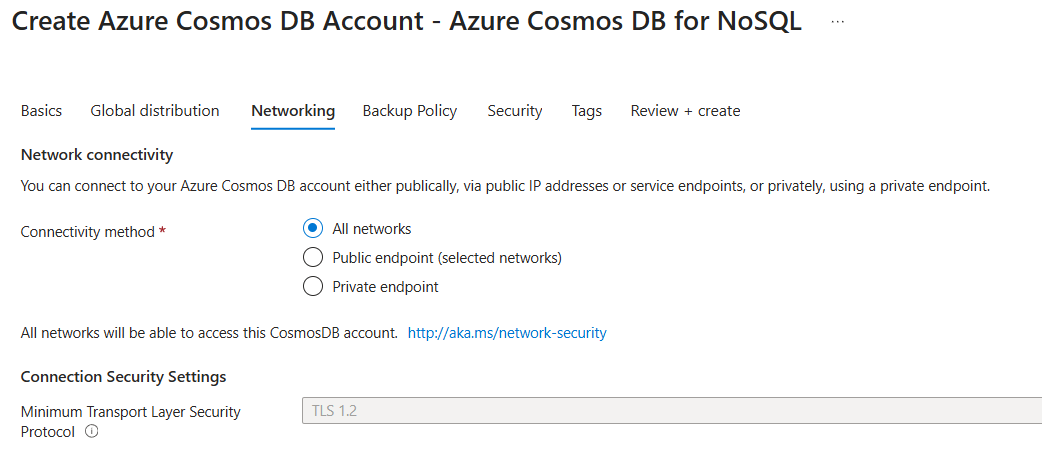 Create Azure Cosmos DB Account - Azure Cosmos DB for NoSQL ...
Basics Global distribution Networking Backup Policy Security Tags Review + create
Network connectivity
You can connect to your Azure Cosmos DB account either publically, via public IP addresses or service endpoints, or privately, using a private endpoint.
Connectivity method * All networks
Public endpoint (selected networks)
Private endpoint
All networks will be able to access this CosmosDB account. http://aka.ms/network-security
Connection Security Settings
Minimum Transport Layer Security TLS 1.2
Protocol